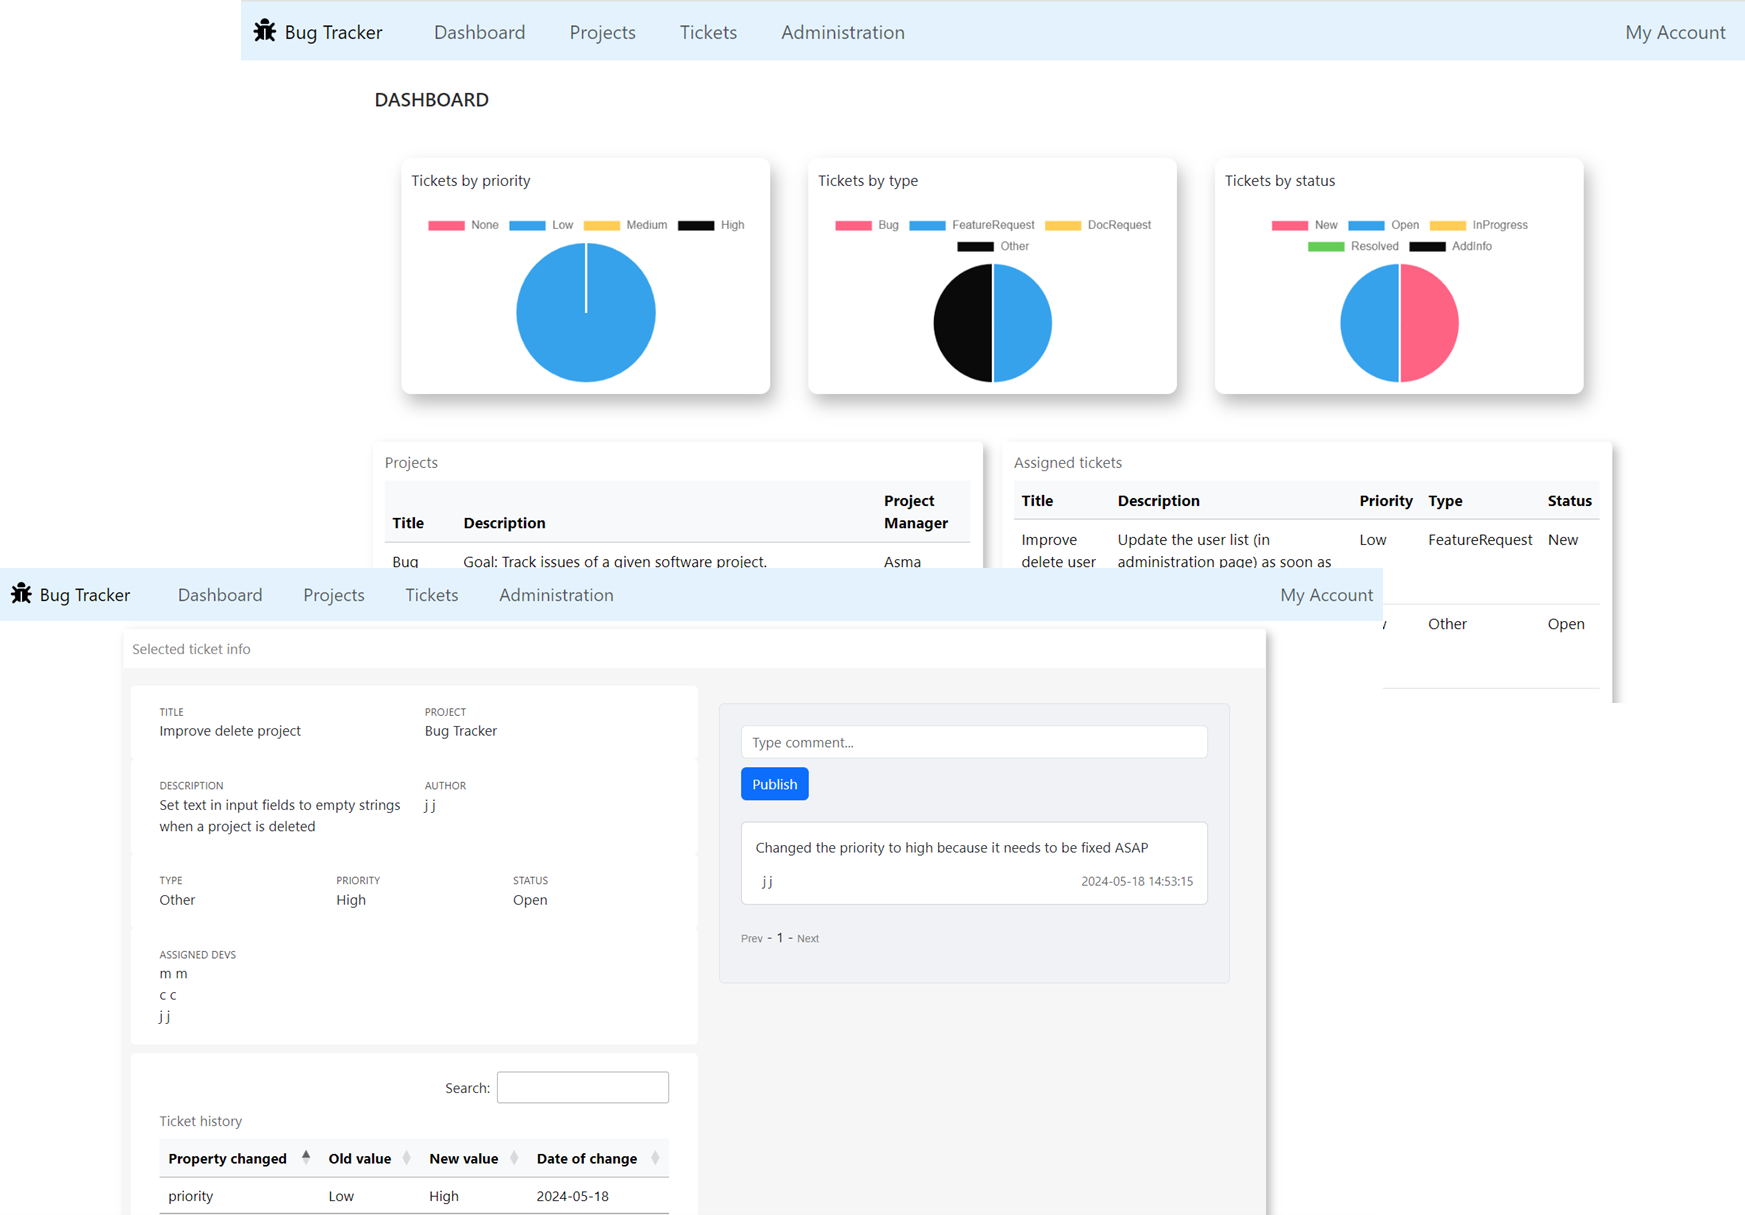 Bug Tracker Dashboard Projects Tickets Administration My Account
DASHBOARD
Tickets by priority
None Low Medium High
Tickets by type
Bug FeatureRequest DocRequest
Other
Tickets by status
New Open InProgress
Resolved AddInfo
Projects
Title Description Project Manager
Bug Goal: Track issues of a given software project. Asma
Assigned tickets
Title Description Priority Type Status
Improve Update the user list (in Low FeatureRequest New
delete user administration page) as soon as
Other Open
Bug Tracker Dashboard Projects Tickets Administration My Account
Selected ticket info
TITLE PROJECT
Improve delete project Bug Tracker
DESCRIPTION AUTHOR
Set text in input fields to empty strings j j
when a project is deleted
TYPE PRIORITY STATUS
Other High Open
ASSIGNED DEVS
m m
c c
j j
Type comment...
Publish
Changed the priority to high because it needs to be fixed ASAP
j j 2024-05-18 14:53:15
Prev - 1 - Next
Search:
Ticket history
Property changed Old value New value Date of change
priority Low High 2024-05-18